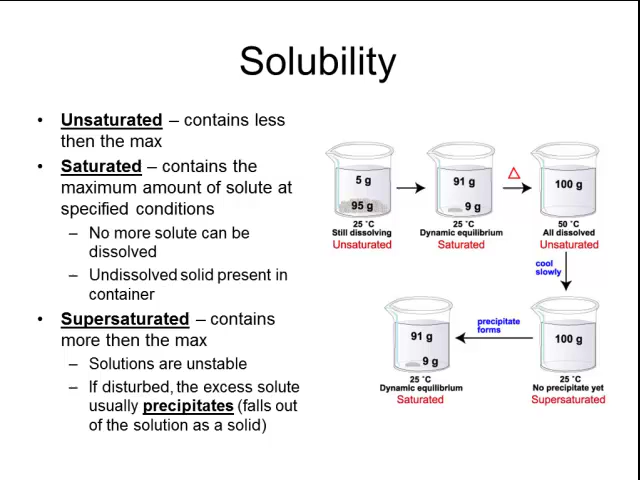 Solubility
• Unsaturated – contains less
then the max
• Saturated – contains the
maximum amount of solute at
specified conditions
– No more solute can be
dissolved
– Undissolved solid present in
container
• Supersaturated – contains
more then the max
– Solutions are unstable
– If disturbed, the excess solute
usually precipitates (falls out
of the solution as a solid)
5 g
95 g
25 ˚C
Still dissolving
Unsaturated
91 g
9 g
25 ˚C
Dynamic equilibrium
Saturated
△
100 g
50 ˚C
All dissolved
Unsaturated
cool
slowly
100 g
25 ˚C
No precipitate yet
Supersaturated
precipitate
forms
91 g
9 g
25 ˚C
Dynamic equilibrium
Saturated